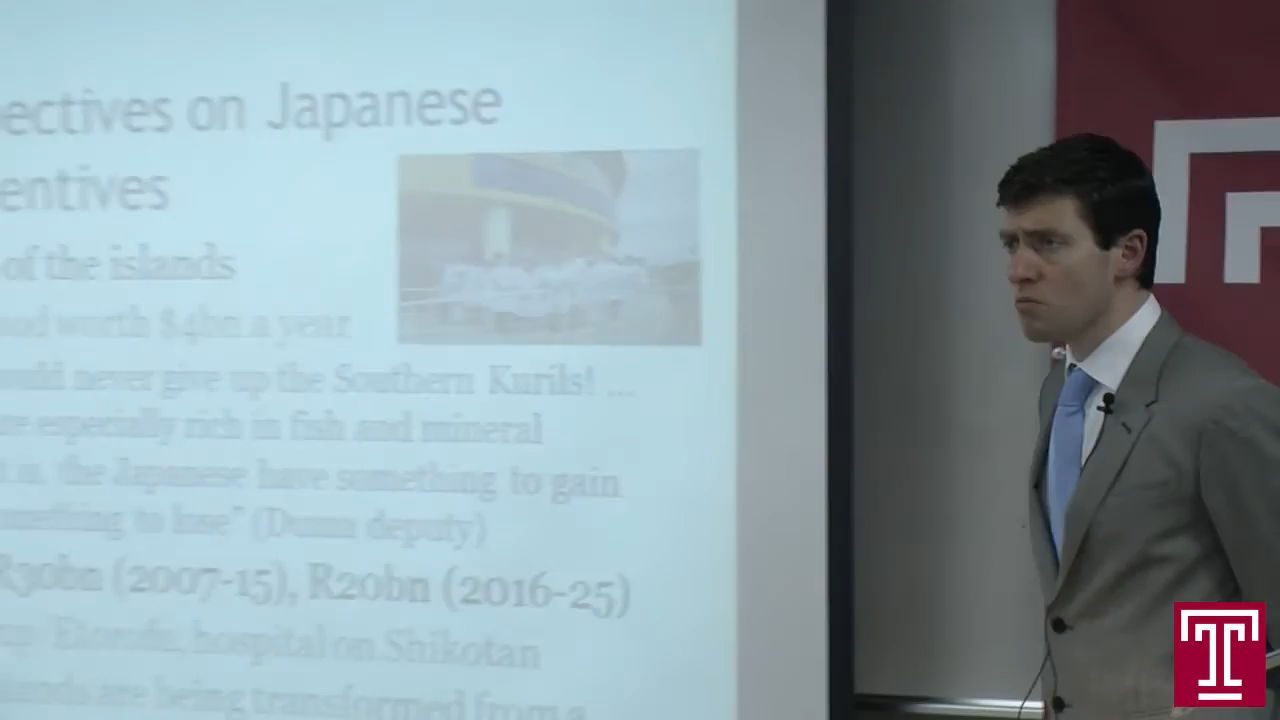 ectives on Japanese
entives
of the islands
worth $4bn a year
never give up the Southern Kurils! ...
especially rich in fish and mineral
the Japanese have something to gain
to lose" (Duma deputy)
R30bn (2007-15), R20bn (2016-25)
hospital on Shikotan
are being transformed from a
T